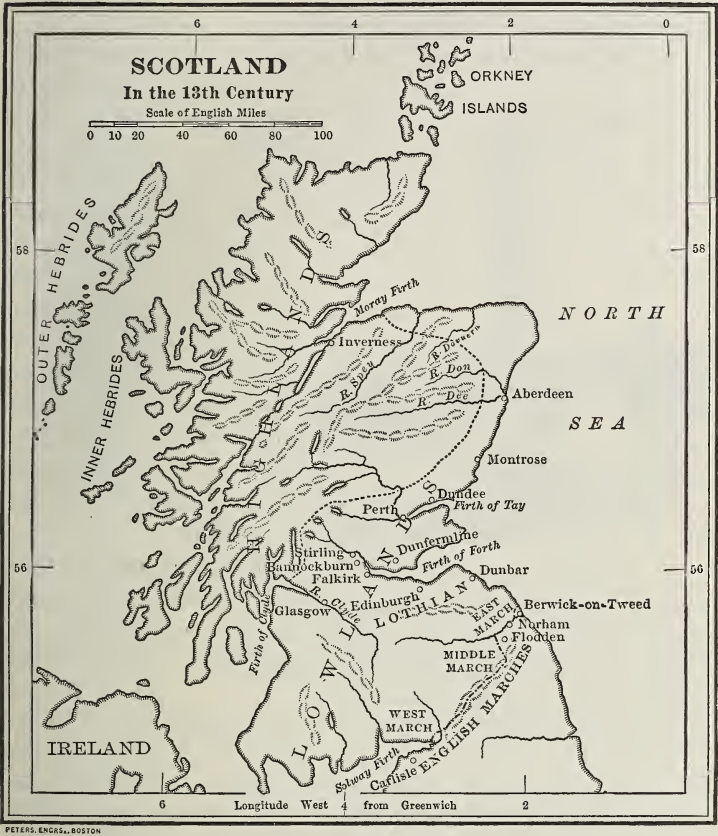 6 4 2 0
SCOTLAND
In the 13th Century
Scale of English Miles
0 10 20 40 60 80 100
ORKNEY
ISLANDS
OUTER HEBRIDES
58
58
INNER HEBRIDES
HIGHLANDS
Moray Firth
NORTH
SEA
Inverness
R. Spey
R. Doveern
R. Don
R. Dee
Aberdeen
Montrose
Dundee
Firth of Tay
Perth
LOWLANDS
Dunfermline
Firth of Forth
Stirling
Bannockburn
Falkirk
56
56
Dunbar
Edinburgh
LOTHIAN
R. Clyde
Glasgow
Firth of Clyde
EAST
MARCH
Berwick-on-Tweed
Norham
Flodden
MIDDLE
MARCH
WEST
MARCH
ENGLISH MARCHES
Solway Firth
Carlisle
IRELAND
6 Longitude West 4 from Greenwich 2
PETERS, ENGRS., BOSTON